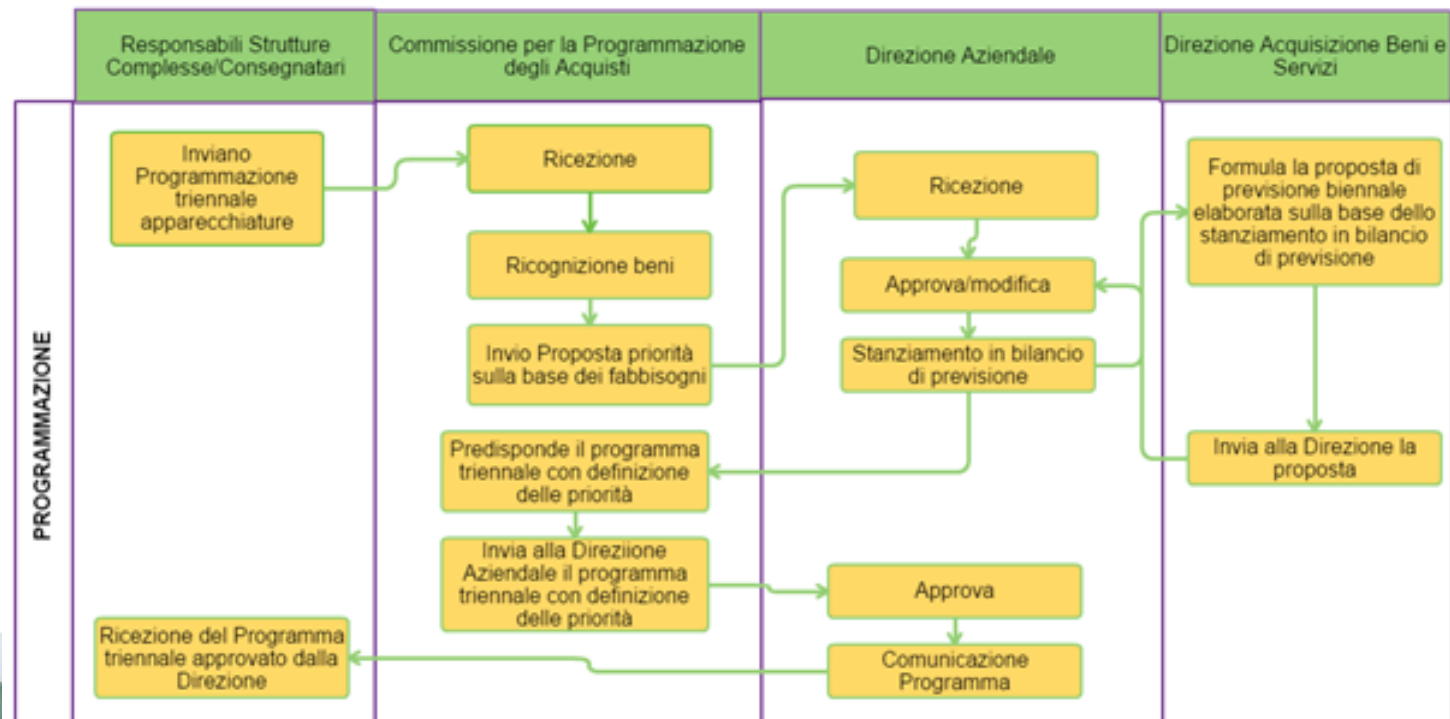 Responsabili Strutture
Complesse/Consegnatari
Commissione per la Programmazione
degli Acquisti
Direzione Aziendale
Direzione Acquisizione Beni e
Servizi
PROGRAMMAZIONE
Inviano
Programmazione
triennale
apparecchiature
Ricezione
Ricognizione beni
Invio Proposta priorità
sulla base dei fabbisogni
Ricezione
Approva/modifica
Stanziamento in bilancio
di previsione
Formula la proposta di
previsione biennale
elaborata sulla base dello
stanziamento in bilancio
di previsione
Invia alla Direzione la
proposta
Predisponde il programma
triennale con definizione
delle priorità
Invia alla Direziione
Aziendale il programma
triennale con definizione
delle priorità
Approva
Comunicazione
Programma
Ricezione del Programma
triennale approvato dalla
Direzione